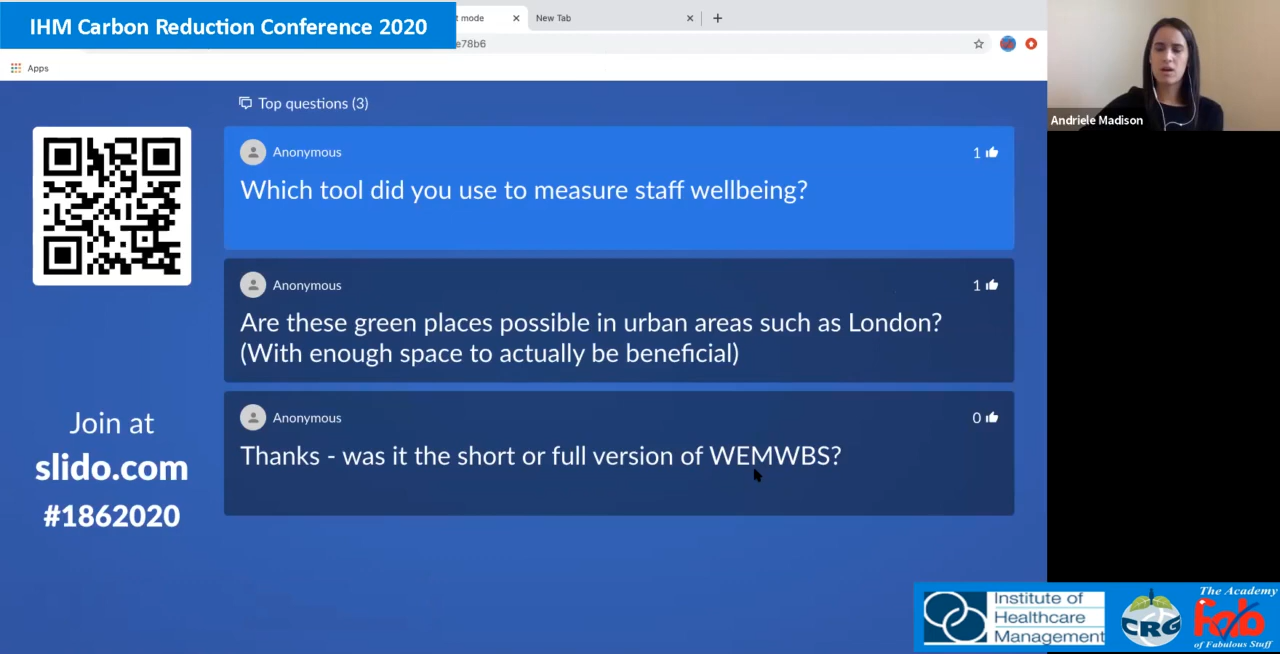 IHM Carbon Reduction Conference 2020
t mode
New Tab
e78b6
Apps
Top questions (3)
Anonymous
1
Which tool did you use to measure staff wellbeing?
Anonymous
1
Are these green places possible in urban areas such as London?
(With enough space to actually be beneficial)
Anonymous
0
Thanks - was it the short or full version of WEMWBS?
Join at
slido.com
#1862020
Andriele Madison
Institute of
Healthcare
Management
CRG
The Academy
fab
of Fabulous Stuff